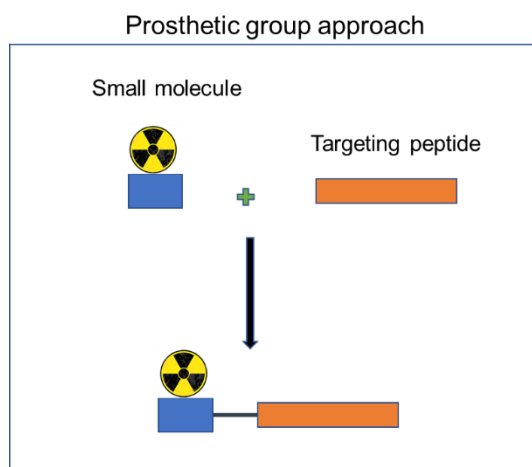 Prosthetic group approach
Small molecule
Targeting peptide